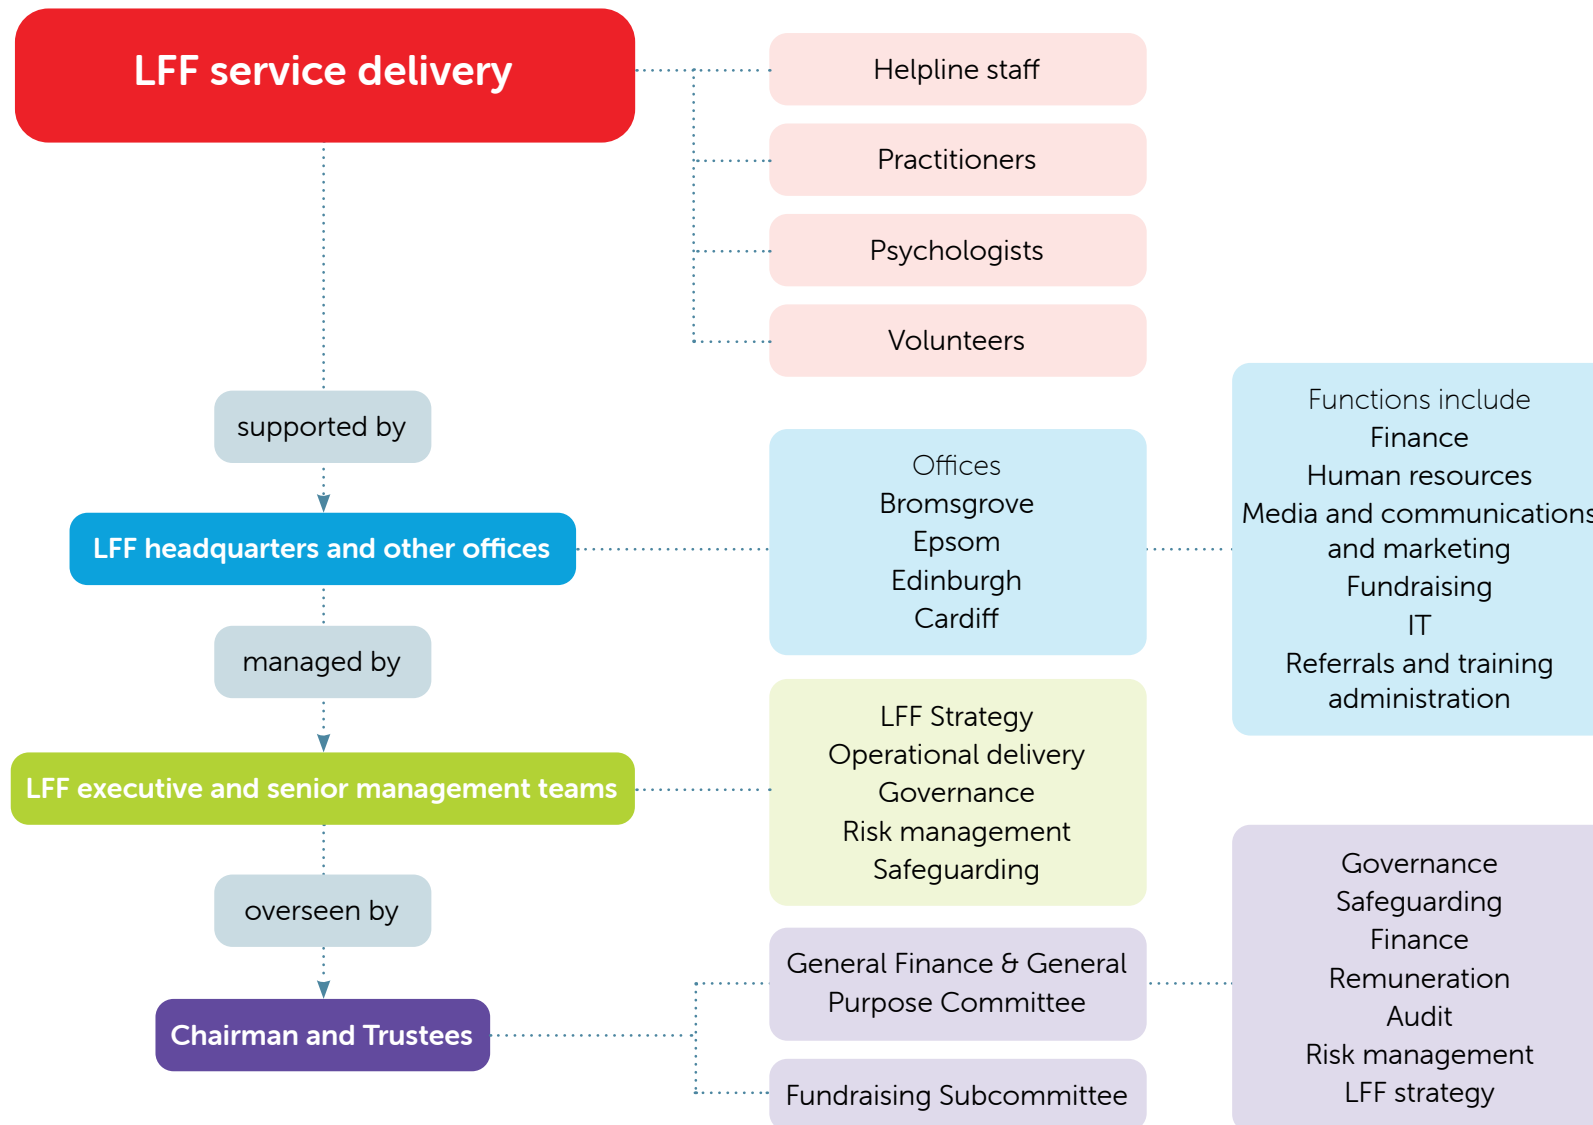 LFF service delivery
Helpline staff
Practitioners
Psychologists
Volunteers
supported by
LFF headquarters and other offices
Offices
Bromsgrove
Epsom
Edinburgh
Cardiff
Functions include
Finance
Human resources
Media and communications
and marketing
Fundraising
IT
Referrals and training
administration
managed by
LFF executive and senior management teams
LFF Strategy
Operational delivery
Governance
Risk management
Safeguarding
overseen by
Chairman and Trustees
General Finance & General
Purpose Committee
Fundraising Subcommittee
Governance
Safeguarding
Finance
Remuneration
Audit
Risk management
LFF strategy